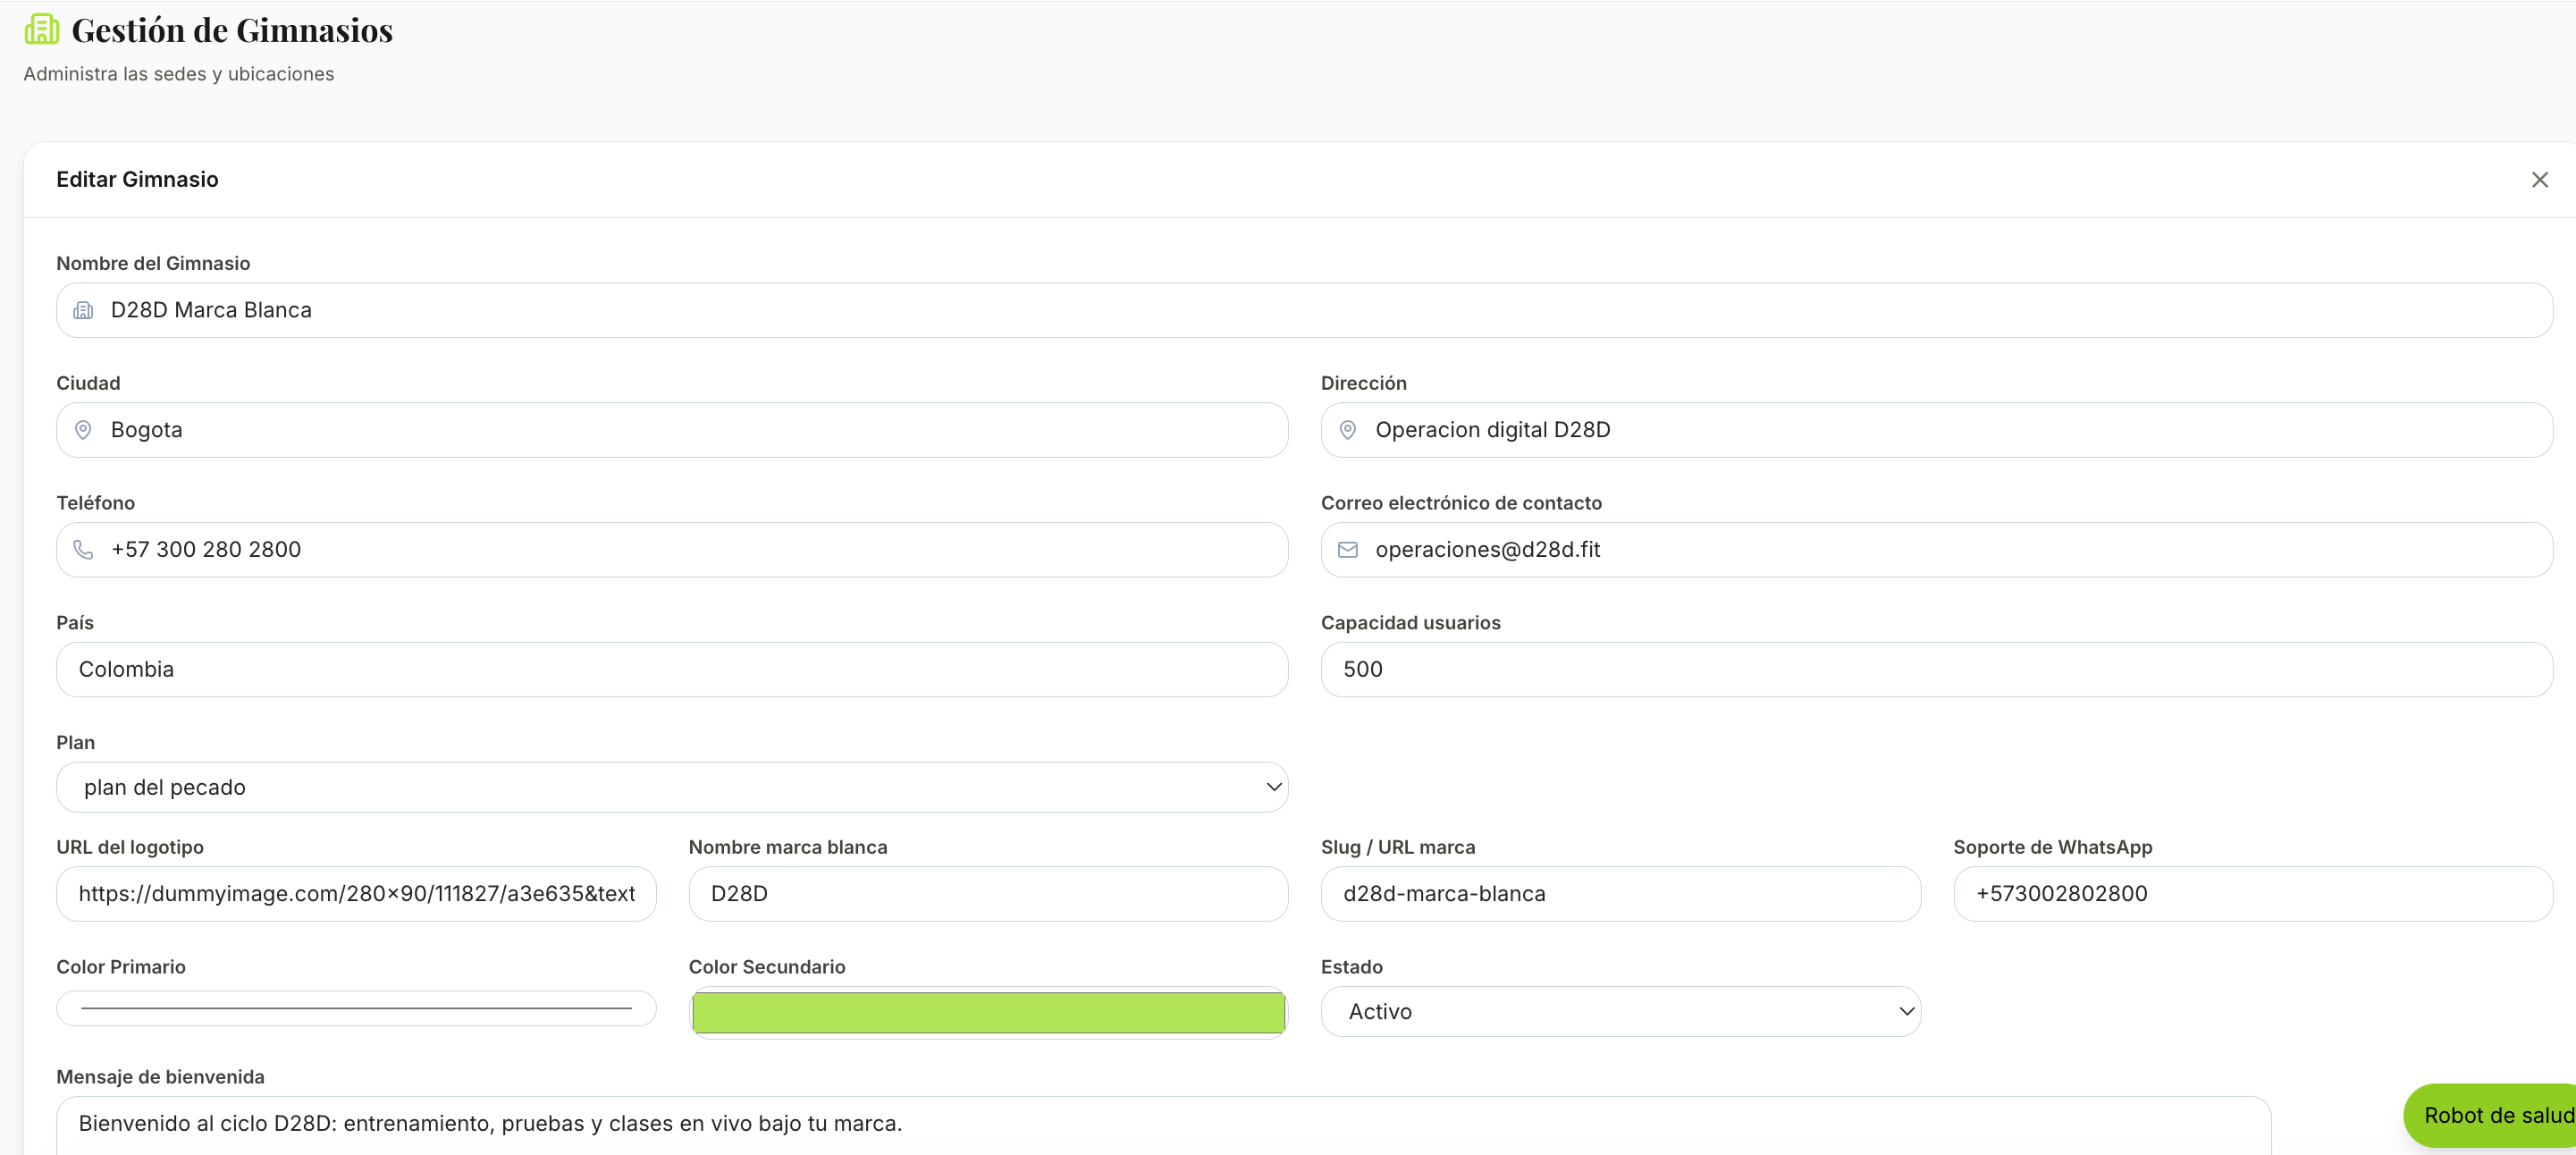 Gestión de Gimnasios
Administra las sedes y ubicaciones
Editar Gimnasio
Nombre del Gimnasio
D28D Marca Blanca
Ciudad
Dirección
Bogota
Operacion digital D28D
Teléfono
Correo electrónico de contacto
+57 300 280 2800
operaciones@d28d.fit
País
Capacidad usuarios
Colombia
500
Plan
plan del pecado
URL del logotipo
Nombre marca blanca
Slug / URL marca
Soporte de WhatsApp
https://dummyimage.com/280x90/111827/a3e635&text
D28D
d28d-marca-blanca
+573002802800
Color Primario
Color Secundario
Estado
Activo
Mensaje de bienvenida
Bienvenido al ciclo D28D: entrenamiento, pruebas y clases en vivo bajo tu marca.
Robot de salud